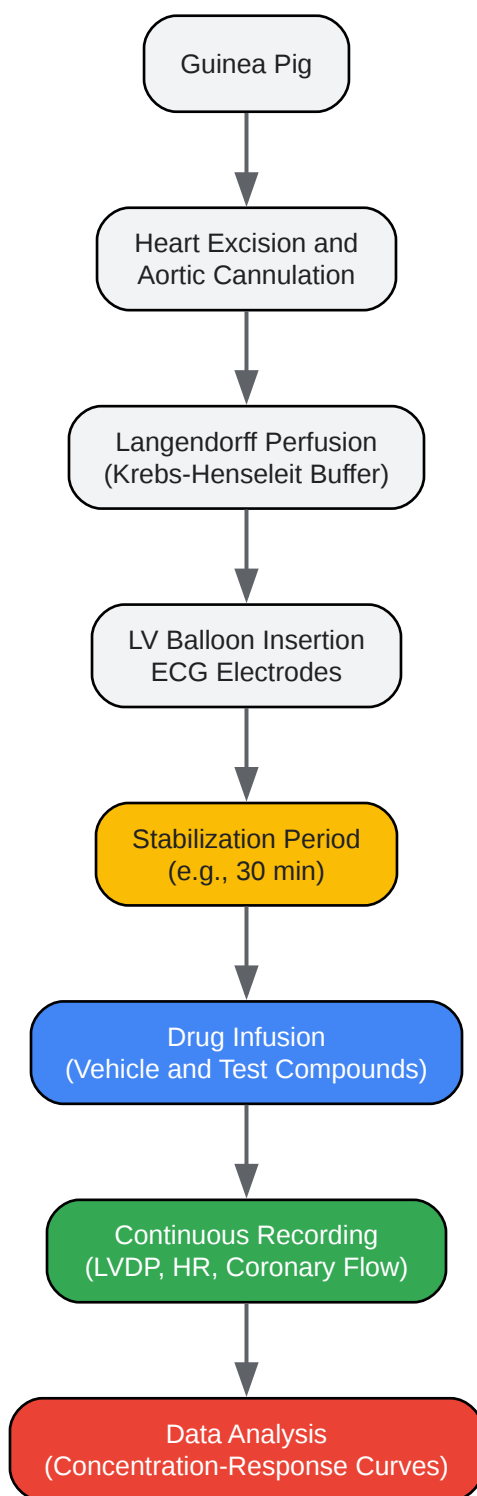 Guinea Pig
Heart Excision and
Aortic Cannulation
Langendorff Perfusion
(Krebs-Henseleit Buffer)
LV Balloon Insertion
ECG Electrodes
Stabilization Period
(e.g., 30 min)
Drug Infusion
(Vehicle and Test Compounds)
Continuous Recording
(LVDP, HR, Coronary Flow)
Data Analysis
(Concentration-Response Curves)